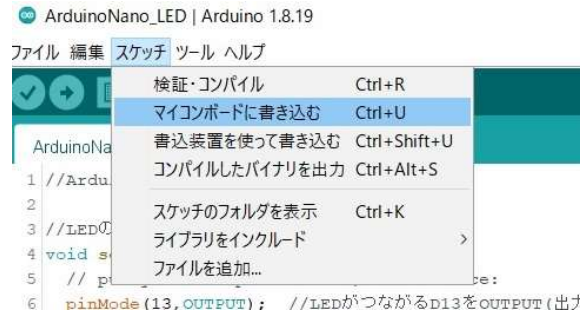 ArduinoNano_LED | Arduino 1.8.19
ファイル 編集 スケッチ ツール ヘルプ
検証・コンパイル Ctrl+R
マイコンボードに書き込む Ctrl+U
書込装置を使って書き込む Ctrl+Shift+U
コンパイルしたバイナリを出力 Ctrl+Alt+S
スケッチのフォルダを表示 Ctrl+K
ライブラリをインクルード >
ファイルを追加...
ArduinoNa
1 //Ardu
2
3 //LEDの
4 void s
5 // p
6 pinMode(13,OUTPUT); //LEDがつながるD13をOUTPUT(出力